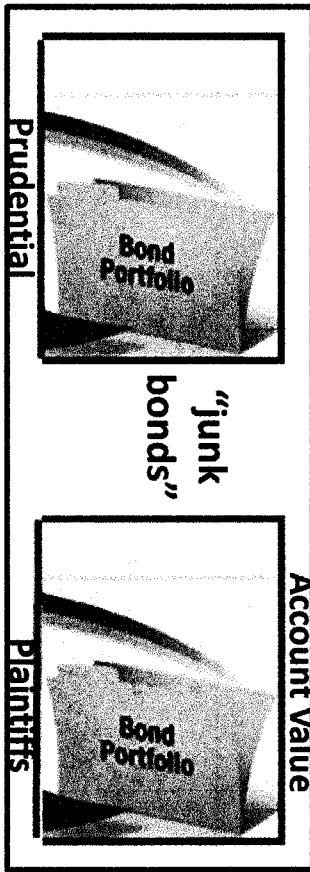 Account Value
Bond
Portfolio
"junk
bonds"
Bond
Portfolio
Prudential
Plaintiffs